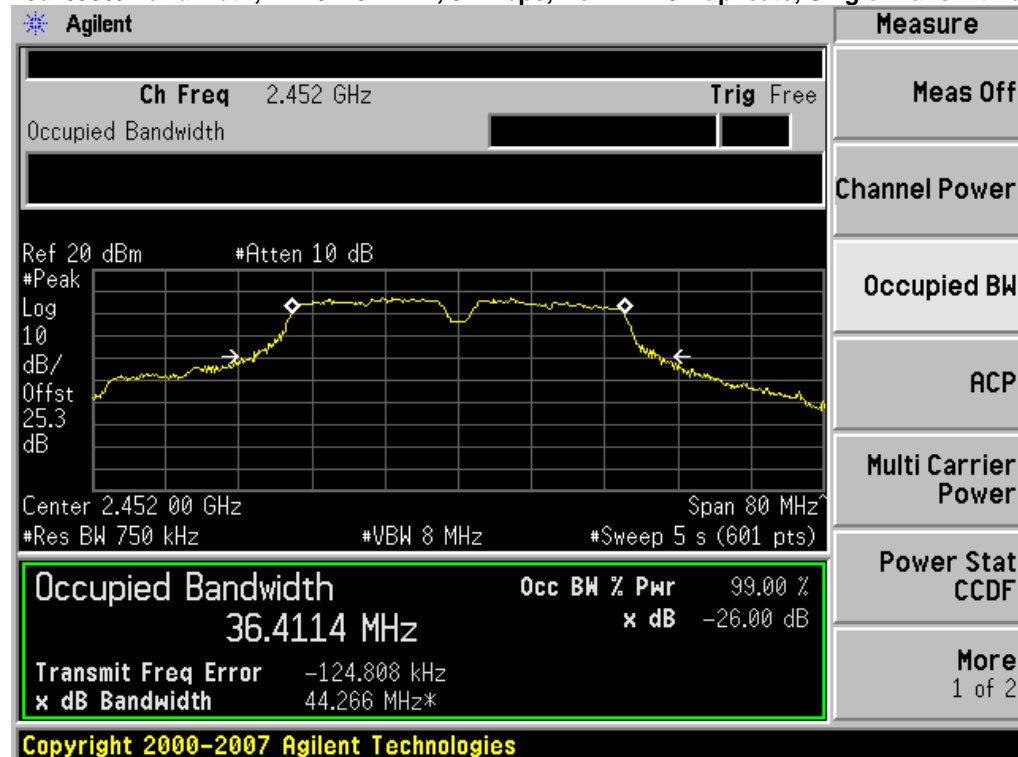 Agilent
Measure
Ch Freq 2.452 GHz Trig Free
Occupied Bandwidth
Meas Off
Channel Power
Occupied BW
ACP
Multi Carrier
Power
Power Stat
CCDF
More
1 of 2
Ref 20 dBm #Atten 10 dB
#Peak
Log
10
dB/
Offst
25.3
dB
Center 2.452 00 GHz Span 80 MHz^
#Res BW 750 kHz #VBW 8 MHz #Sweep 5 s (601 pts)
Occupied Bandwidth
36.4114 MHz
Occ BW % Pwr 99.00 %
x dB -26.00 dB
Transmit Freq Error -124.808 kHz
x dB Bandwidth 44.266 MHz*
Copyright 2000-2007 Agilent Technologies